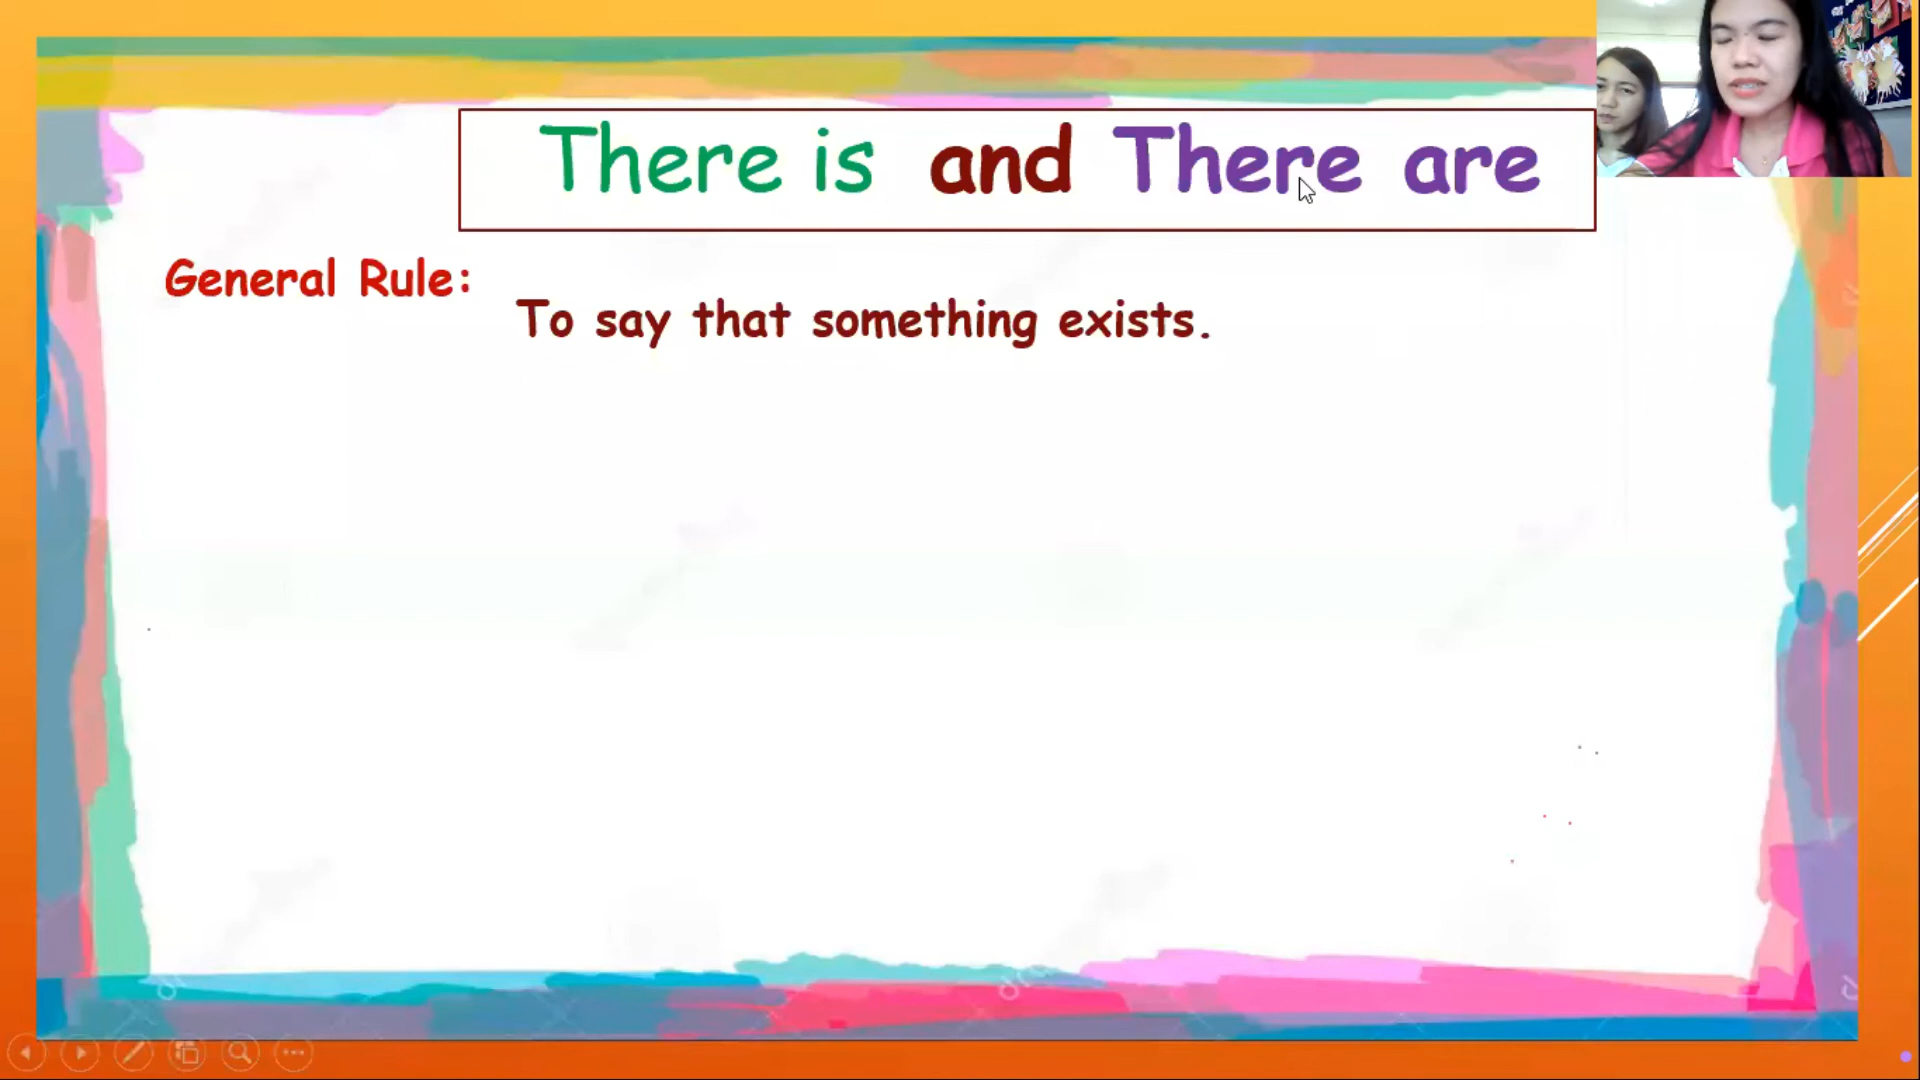 There is and There are
General Rule:
To say that something exists.